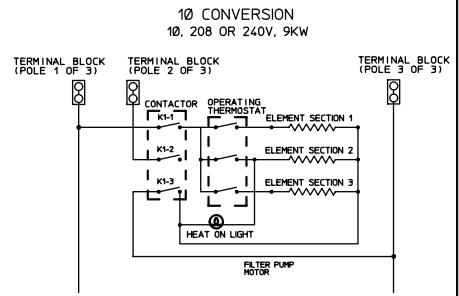 1Ø CONVERSION
1Ø, 208 OR 240V, 9KW
TERMINAL BLOCK
(POLE 1 OF 3)
TERMINAL BLOCK
(POLE 2 OF 3)
TERMINAL BLOCK
(POLE 3 OF 3)
CONTACTOR
OPERATING
THERMOSTAT
K1-1
ELEMENT SECTION 1
K1-2
ELEMENT SECTION 2
K1-3
ELEMENT SECTION 3
HEAT ON LIGHT
FILTER PUMP
MOTOR